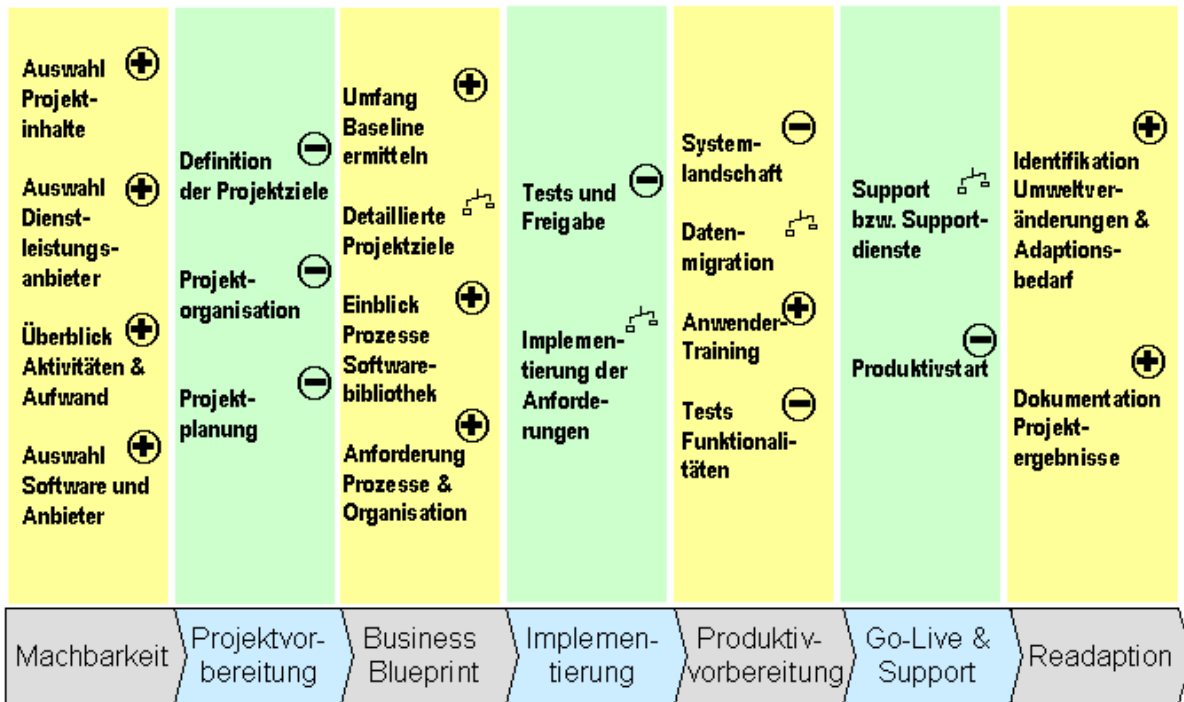 Auswahl
Projekt-
inhalte
Auswahl
Dienst-
leistungs-
anbieter
Überblick
Aktivitäten &
Aufwand
Auswahl
Software und
Anbieter
Definition
der Projektziele
Projekt-
organisation
Projekt-
planung
Umfang
Baseline
ermitteln
Detaillierte
Projektziele
Einblick
Prozesse
Software-
bibliothek
Anforderung
Prozesse &
Organisation
Tests und
Freigabe
Implemen-
tierung der
Anforde-
rungen
System-
landschaft
Daten-
migration
Anwender-
Training
Tests
Funktionali-
täten
Support
bzw. Support-
dienste
Produktivstart
Identifikation
Umweltver-
änderungen &
Adaptions-
bedarf
Dokumentation
Projekt-
ergebnisse
Machbarkeit
Projektvor-
bereitung
Business
Blueprint
Implemen-
tierung
Produktiv-
vorbereitung
Go-Live &
Support
Readaption